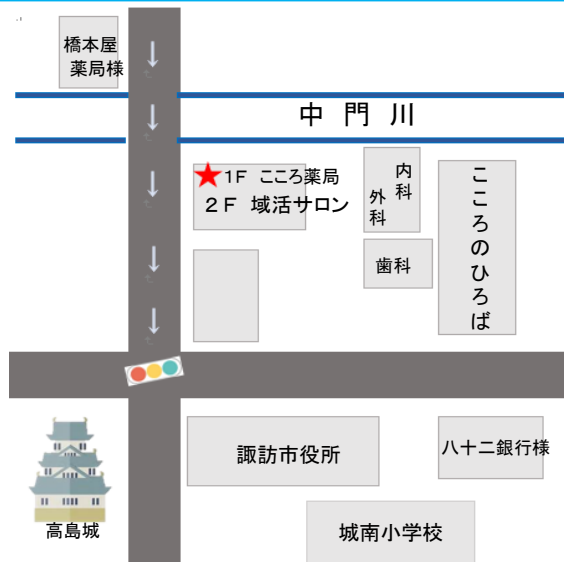 橋本屋
薬局様
中門川
1F こころ薬局
2F 域活サロン
内科
外科
歯科
こころのひろば
諏訪市役所
八十二銀行様
高島城
城南小学校